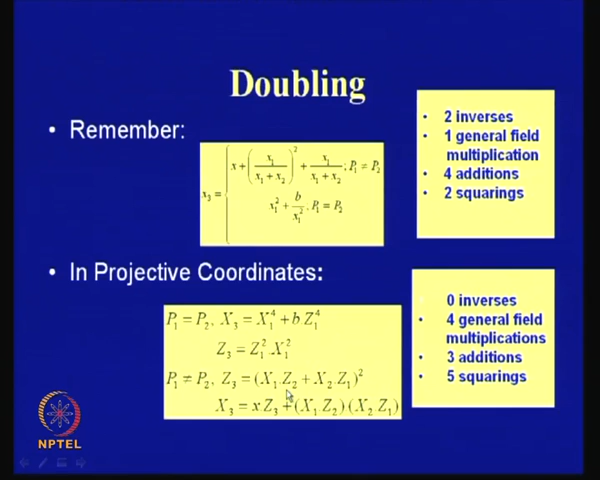 Doubling
• Remember:
x₃ = { x + (x₁/(x₁ + x₂))² + x₁/(x₁ + x₂) ; P₁ ≠ P₂
x₁² + b/x₁² , P₁ = P₂
• 2 inverses
• 1 general field
multiplication
• 4 additions
• 2 squarings
• In Projective Coordinates:
P₁ = P₂, X₃ = X₁⁴ + b Z₁⁴
Z₃ = Z₁².X₁²
P₁ ≠ P₂, Z₃ = (X₁.Z₂ + X₂.Z₁)²
X₃ = x Z₃ + (X₁.Z₂)(X₂.Z₁)
0 inverses
• 4 general field
multiplications
• 3 additions
• 5 squarings
NPTEL